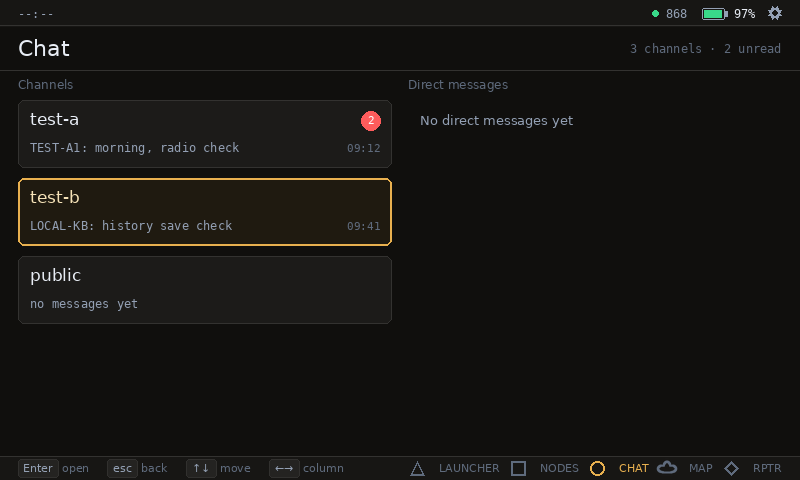 --:-- 868 97%
Chat 3 channels · 2 unread
Channels
test-a 2
TEST-A1: morning, radio check 09:12
test-b
LOCAL-KB: history save check 09:41
public
no messages yet
Direct messages
No direct messages yet
Enter open esc back ↑↓ move ←→ column LAUNCHER NODES CHAT MAP RPTR